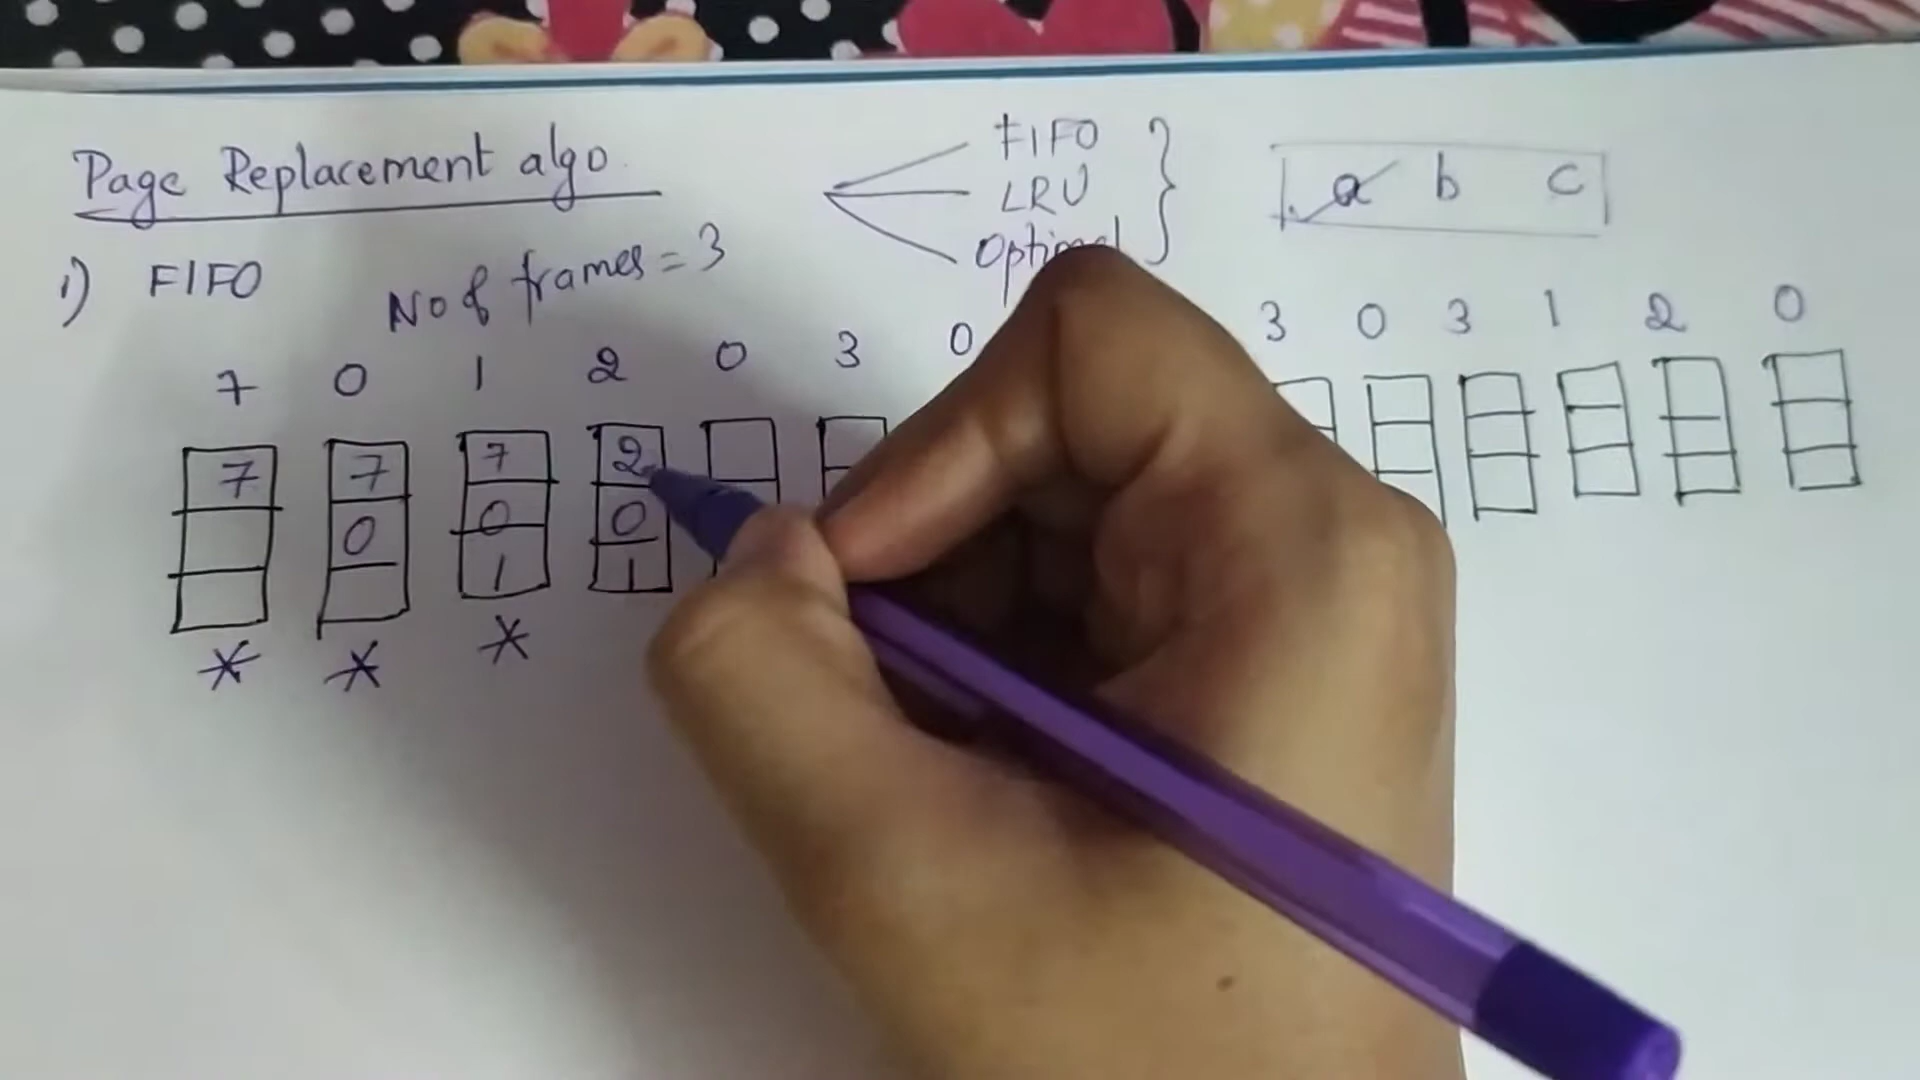 Page Replacement algo.
FIFO
LRU
Optimal
a b c
1) FIFO
No of frames = 3
7 0 1 2 0 3 0 3 0 3 1 2 0
7 7 7 2
0 0 0
1 1
* * *